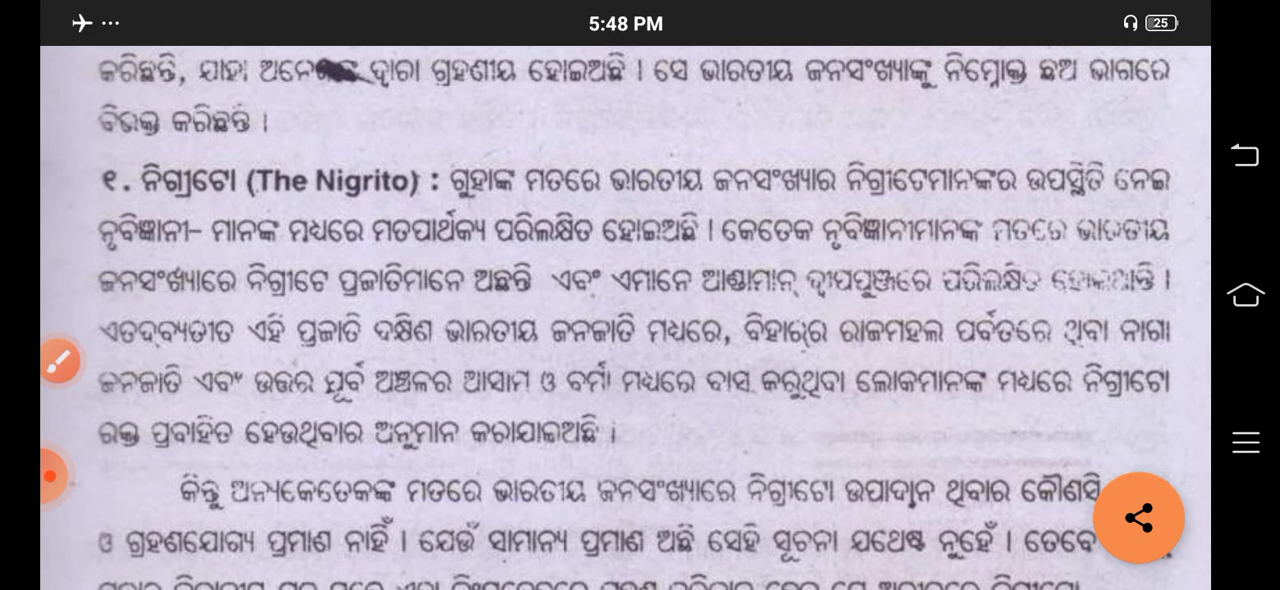 5:48 PM
25
କରିଛନ୍ତି, ଯାହା ଦ୍ୱାରା ଗ୍ରହଣୀୟ ହୋଇଅଛି । ସେ ଭାରତୀୟ ଜନସଂଖ୍ୟାଙ୍କୁ ନିମ୍ନୋକ୍ତ ଛଅ ଭାଗରେ
ବିଭକ୍ତ କରିଛନ୍ତି ।
୧. ନିଗ୍ରୀଟୋ (The Nigrito) : ଗୁହାଙ୍କ ମତରେ ଭାରତୀୟ ଜନସଂଖ୍ୟାର ନିଗ୍ରୀଟେମାନଙ୍କର ଉପସ୍ଥିତି ନେଇ
ନୃବିଜ୍ଞାନୀ- ମାନଙ୍କ ମଧ୍ୟରେ ମତପାର୍ଥକ୍ୟ ପରିଲକ୍ଷିତ ହୋଇଅଛି । କେତେକ ନୃବିଜ୍ଞାନୀମାନଙ୍କ ମତରେ ଭାରତୀୟ
ଜନସଂଖ୍ୟାରେ ନିଗ୍ରୀଟେ ପ୍ରଜାତିମାନେ ଅଛନ୍ତି ଏବଂ ଏମାନେ ଆଣ୍ଡାମାନ୍ ଦ୍ୱୀପପୁଞ୍ଜରେ ପରିଲକ୍ଷିତ ହୋଇଥାନ୍ତି ।
ଏତଦ୍‌ବ୍ୟତୀତ ଏହି ପ୍ରଜାତି ଦକ୍ଷିଣ ଭାରତୀୟ ଜନଜାତି ମଧ୍ୟରେ, ବିହାର୍‌ର ରାଜମହଲ ପର୍ବତରେ ଥିବା ନାଗା
ଜନଜାତି ଏବଂ ଉତ୍ତର ପୂର୍ବ ଅଞ୍ଚଳର ଆସାମ ଓ ବର୍ମା ମଧ୍ୟରେ ବାସ କରୁଥିବା ଲୋକମାନଙ୍କ ମଧ୍ୟରେ ନିଗ୍ରୀଟୋ
ରକ୍ତ ପ୍ରବାହିତ ହେଉଥିବାର ଅନୁମାନ କରାଯାଇଅଛି ।
କିନ୍ତୁ ଅନ୍ୟକେତେକଙ୍କ ମତରେ ଭାରତୀୟ ଜନସଂଖ୍ୟାରେ ନିଗ୍ରୀଟୋ ଉପାଦାନ ଥିବାର କୌଣସି
ଓ ଗ୍ରହଣଯୋଗ୍ୟ ପ୍ରମାଣ ନାହିଁ । ଯେଉଁ ସାମାନ୍ୟ ପ୍ରମାଣ ଅଛି ସେହି ସୂଚନା ଯଥେଷ୍ଟ ନୁହେଁ । ତେବେ